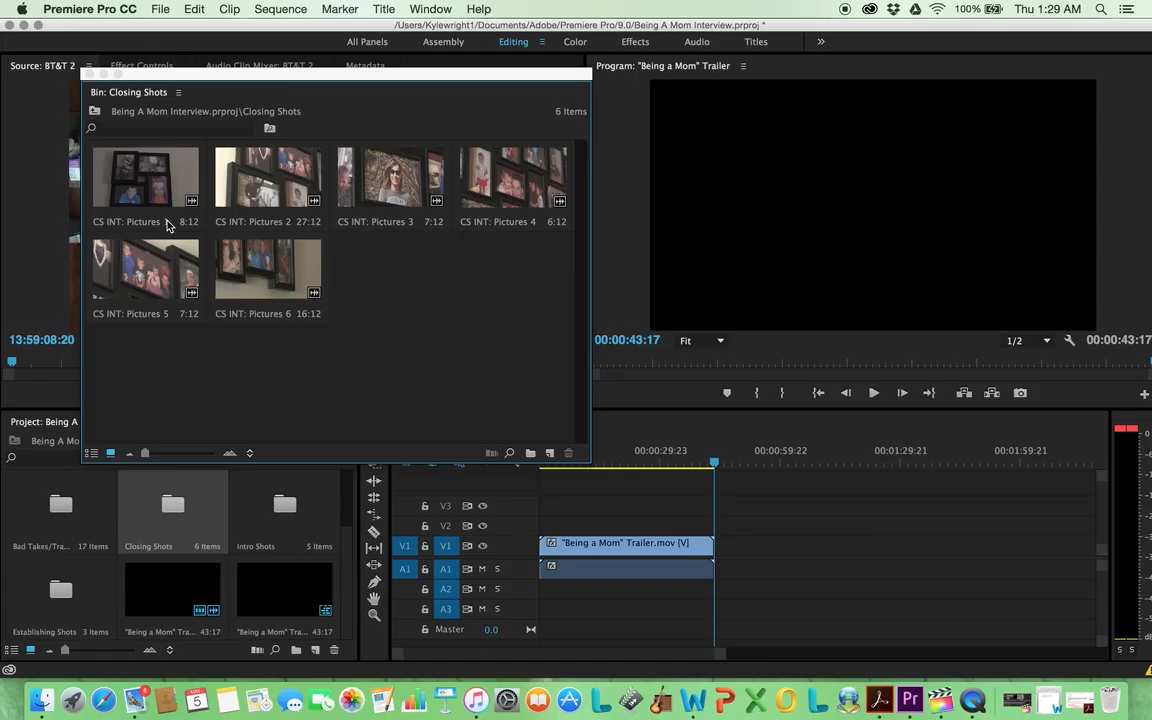 Premiere Pro CC File Edit Clip Sequence Marker Title Window Help 100% Thu 1:29 AM
/Users/Kylewright1/Documents/Adobe/Premiere Pro/9.0/Being A Mom Interview.prproj *
All Panels Assembly Editing Color Effects Audio Titles
Source: BT&T 2 Effect Controls Audio Clip Mixer: BT&T 2 Metadata Program: "Being a Mom" Trailer
Bin: Closing Shots
Being A Mom Interview.prproj\Closing Shots 6 Items
CS INT: Pictures 1 8:12 CS INT: Pictures 2 27:12 CS INT: Pictures 3 7:12 CS INT: Pictures 4 6:12
CS INT: Pictures 5 7:12 CS INT: Pictures 6 16:12
13:59:08:20 00:00:43:17 Fit 1/2 00:00:43:17
Project: Being A
Being A Mo
00:00:29:23 00:00:59:22 00:01:29:21 00:01:59:21
V3
V2
Bad Takes/Tra... 17 Items Closing Shots 6 Items Intro Shots 5 Items
V1 V1 "Being a Mom" Trailer.mov [V]
A1 A1 M S
A2 M S
A3 M S
Establishing Shots 3 Items "Being a Mom" Tra... 43:17 "Being a Mom" Tra... 43:17
Master 0.0
S S